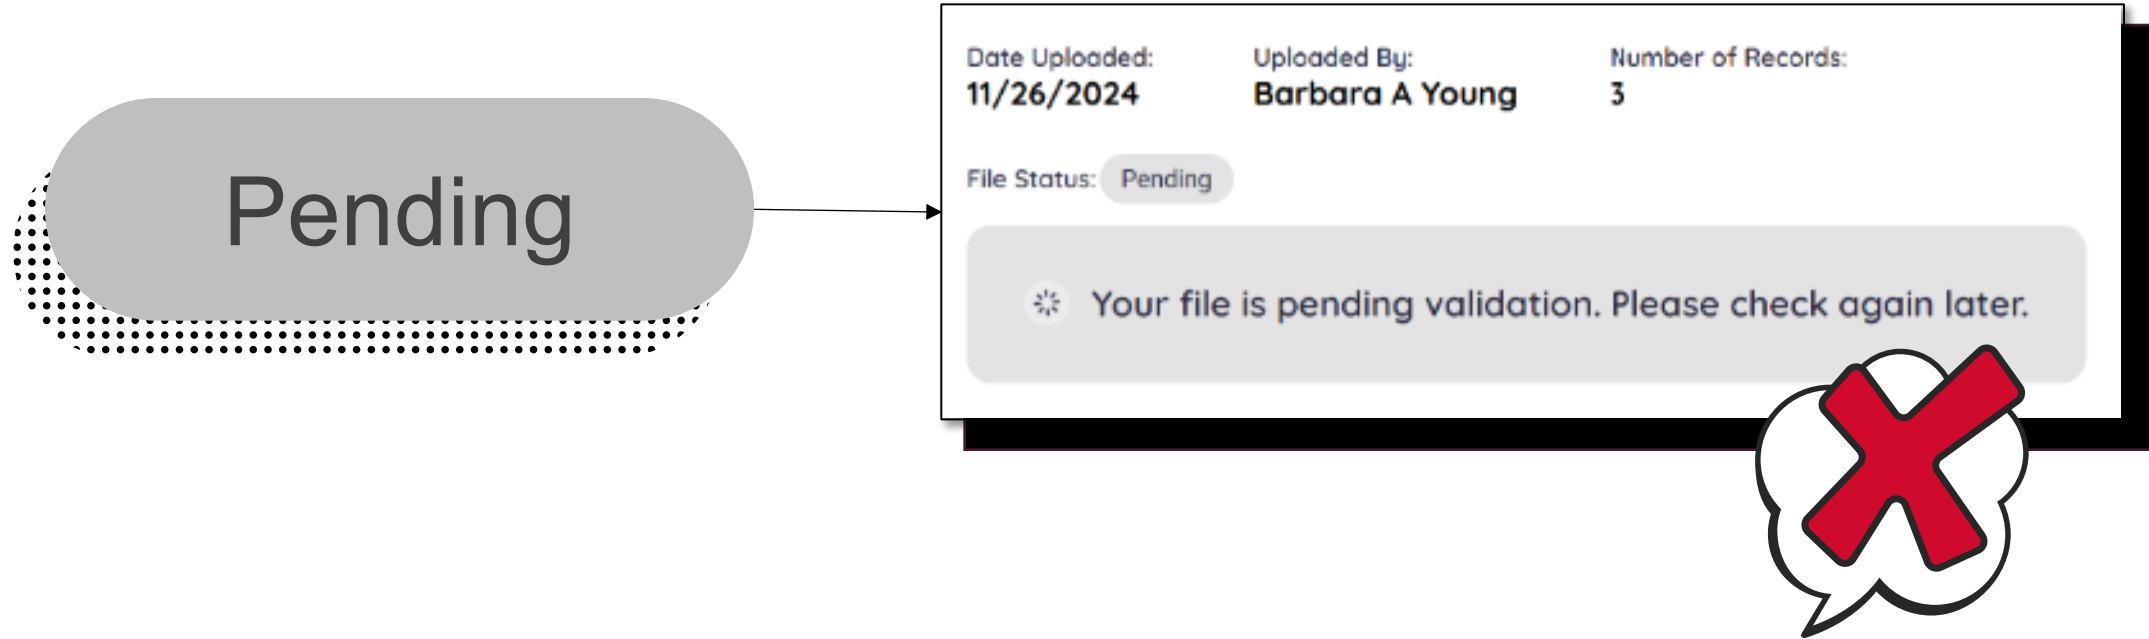 Pending
Date Uploaded: Uploaded By: Number of Records:
11/26/2024 Barbara A Young 3
File Status: Pending
Your file is pending validation. Please check again later.